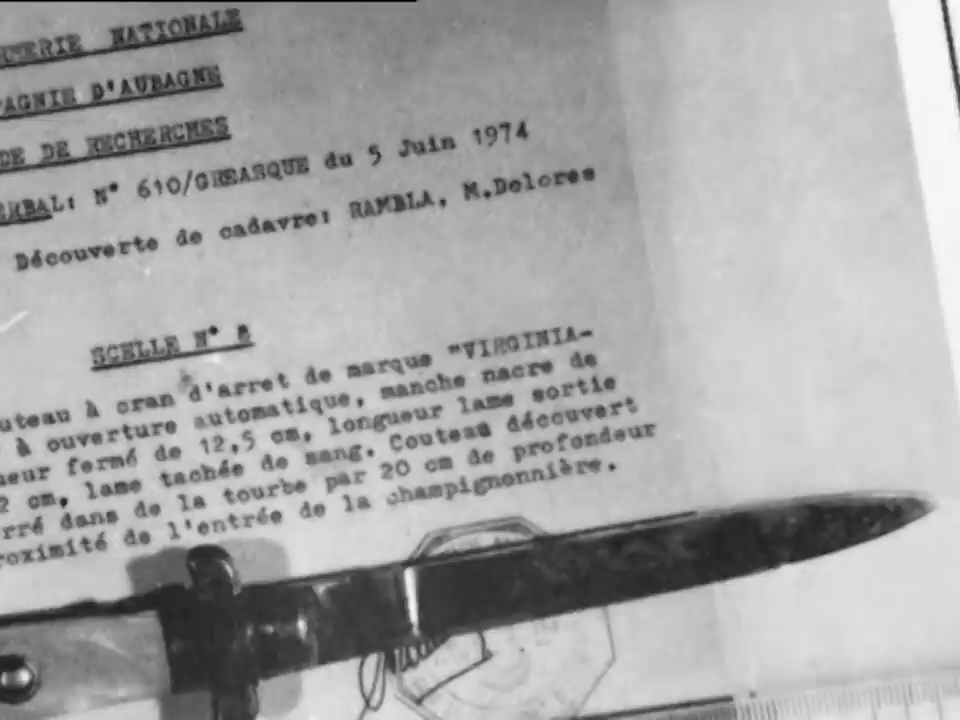 MERIE NATIONALE
PAGNIE D'AUBAGNE
DE DE RECHERCHES
ERBAL: N° 610/GREASQUE du 5 Juin 1974
Découverte de cadavre: RAMBLA, M.Dolores
SCELLE N° 8
uteau à cran d'arret de marque "VIRGINIA-
à ouverture automatique, manche nacre de
ueur fermé de 12,5 cm, longueur lame sortie
2 cm, lame tachée de sang. Couteau découvert
rré dans de la tourbe par 20 cm de profondeur
roximité de l'entrée de la champignonnière.